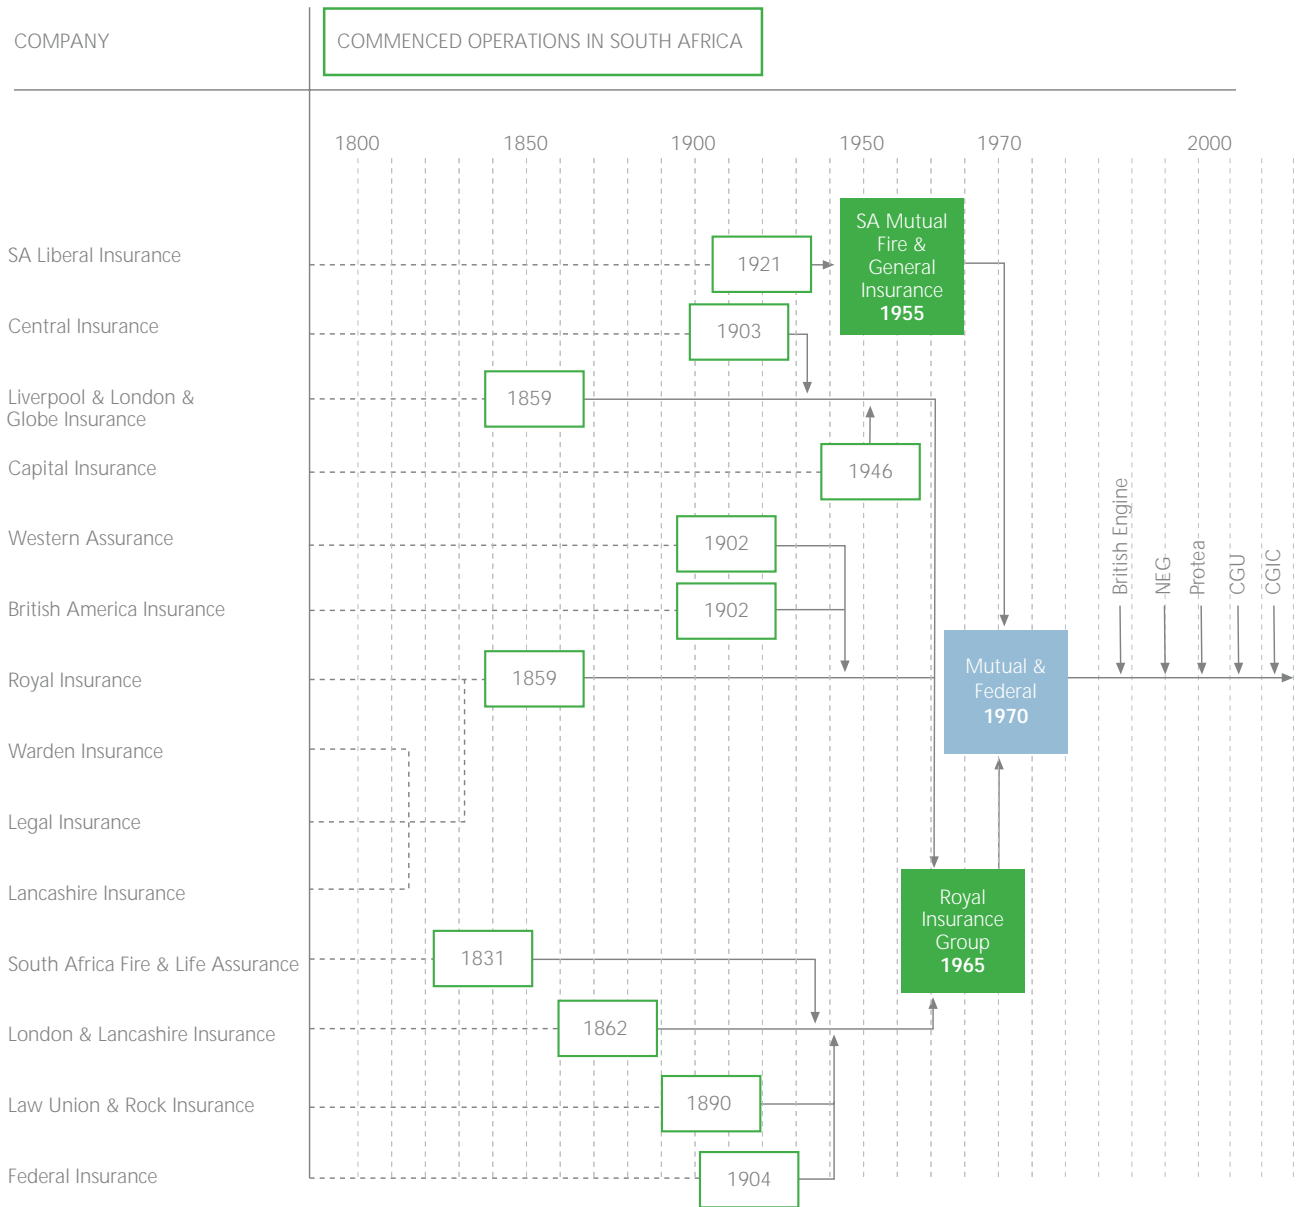 COMPANY
COMMENCED OPERATIONS IN SOUTH AFRICA
1800 1850 1900 1950 1970 2000
SA Liberal Insurance
1921
SA Mutual
Fire &
General
Insurance
1955
Central Insurance
1903
Liverpool & London &
Globe Insurance
1859
Capital Insurance
1946
Western Assurance
1902
British America Insurance
1902
British Engine
NEG
Protea
CGU
CGIC
Royal Insurance
1859
Mutual &
Federal
1970
Warden Insurance
Legal Insurance
Lancashire Insurance
Royal
Insurance
Group
1965
South Africa Fire & Life Assurance
1831
London & Lancashire Insurance
1862
Law Union & Rock Insurance
1890
Federal Insurance
1904